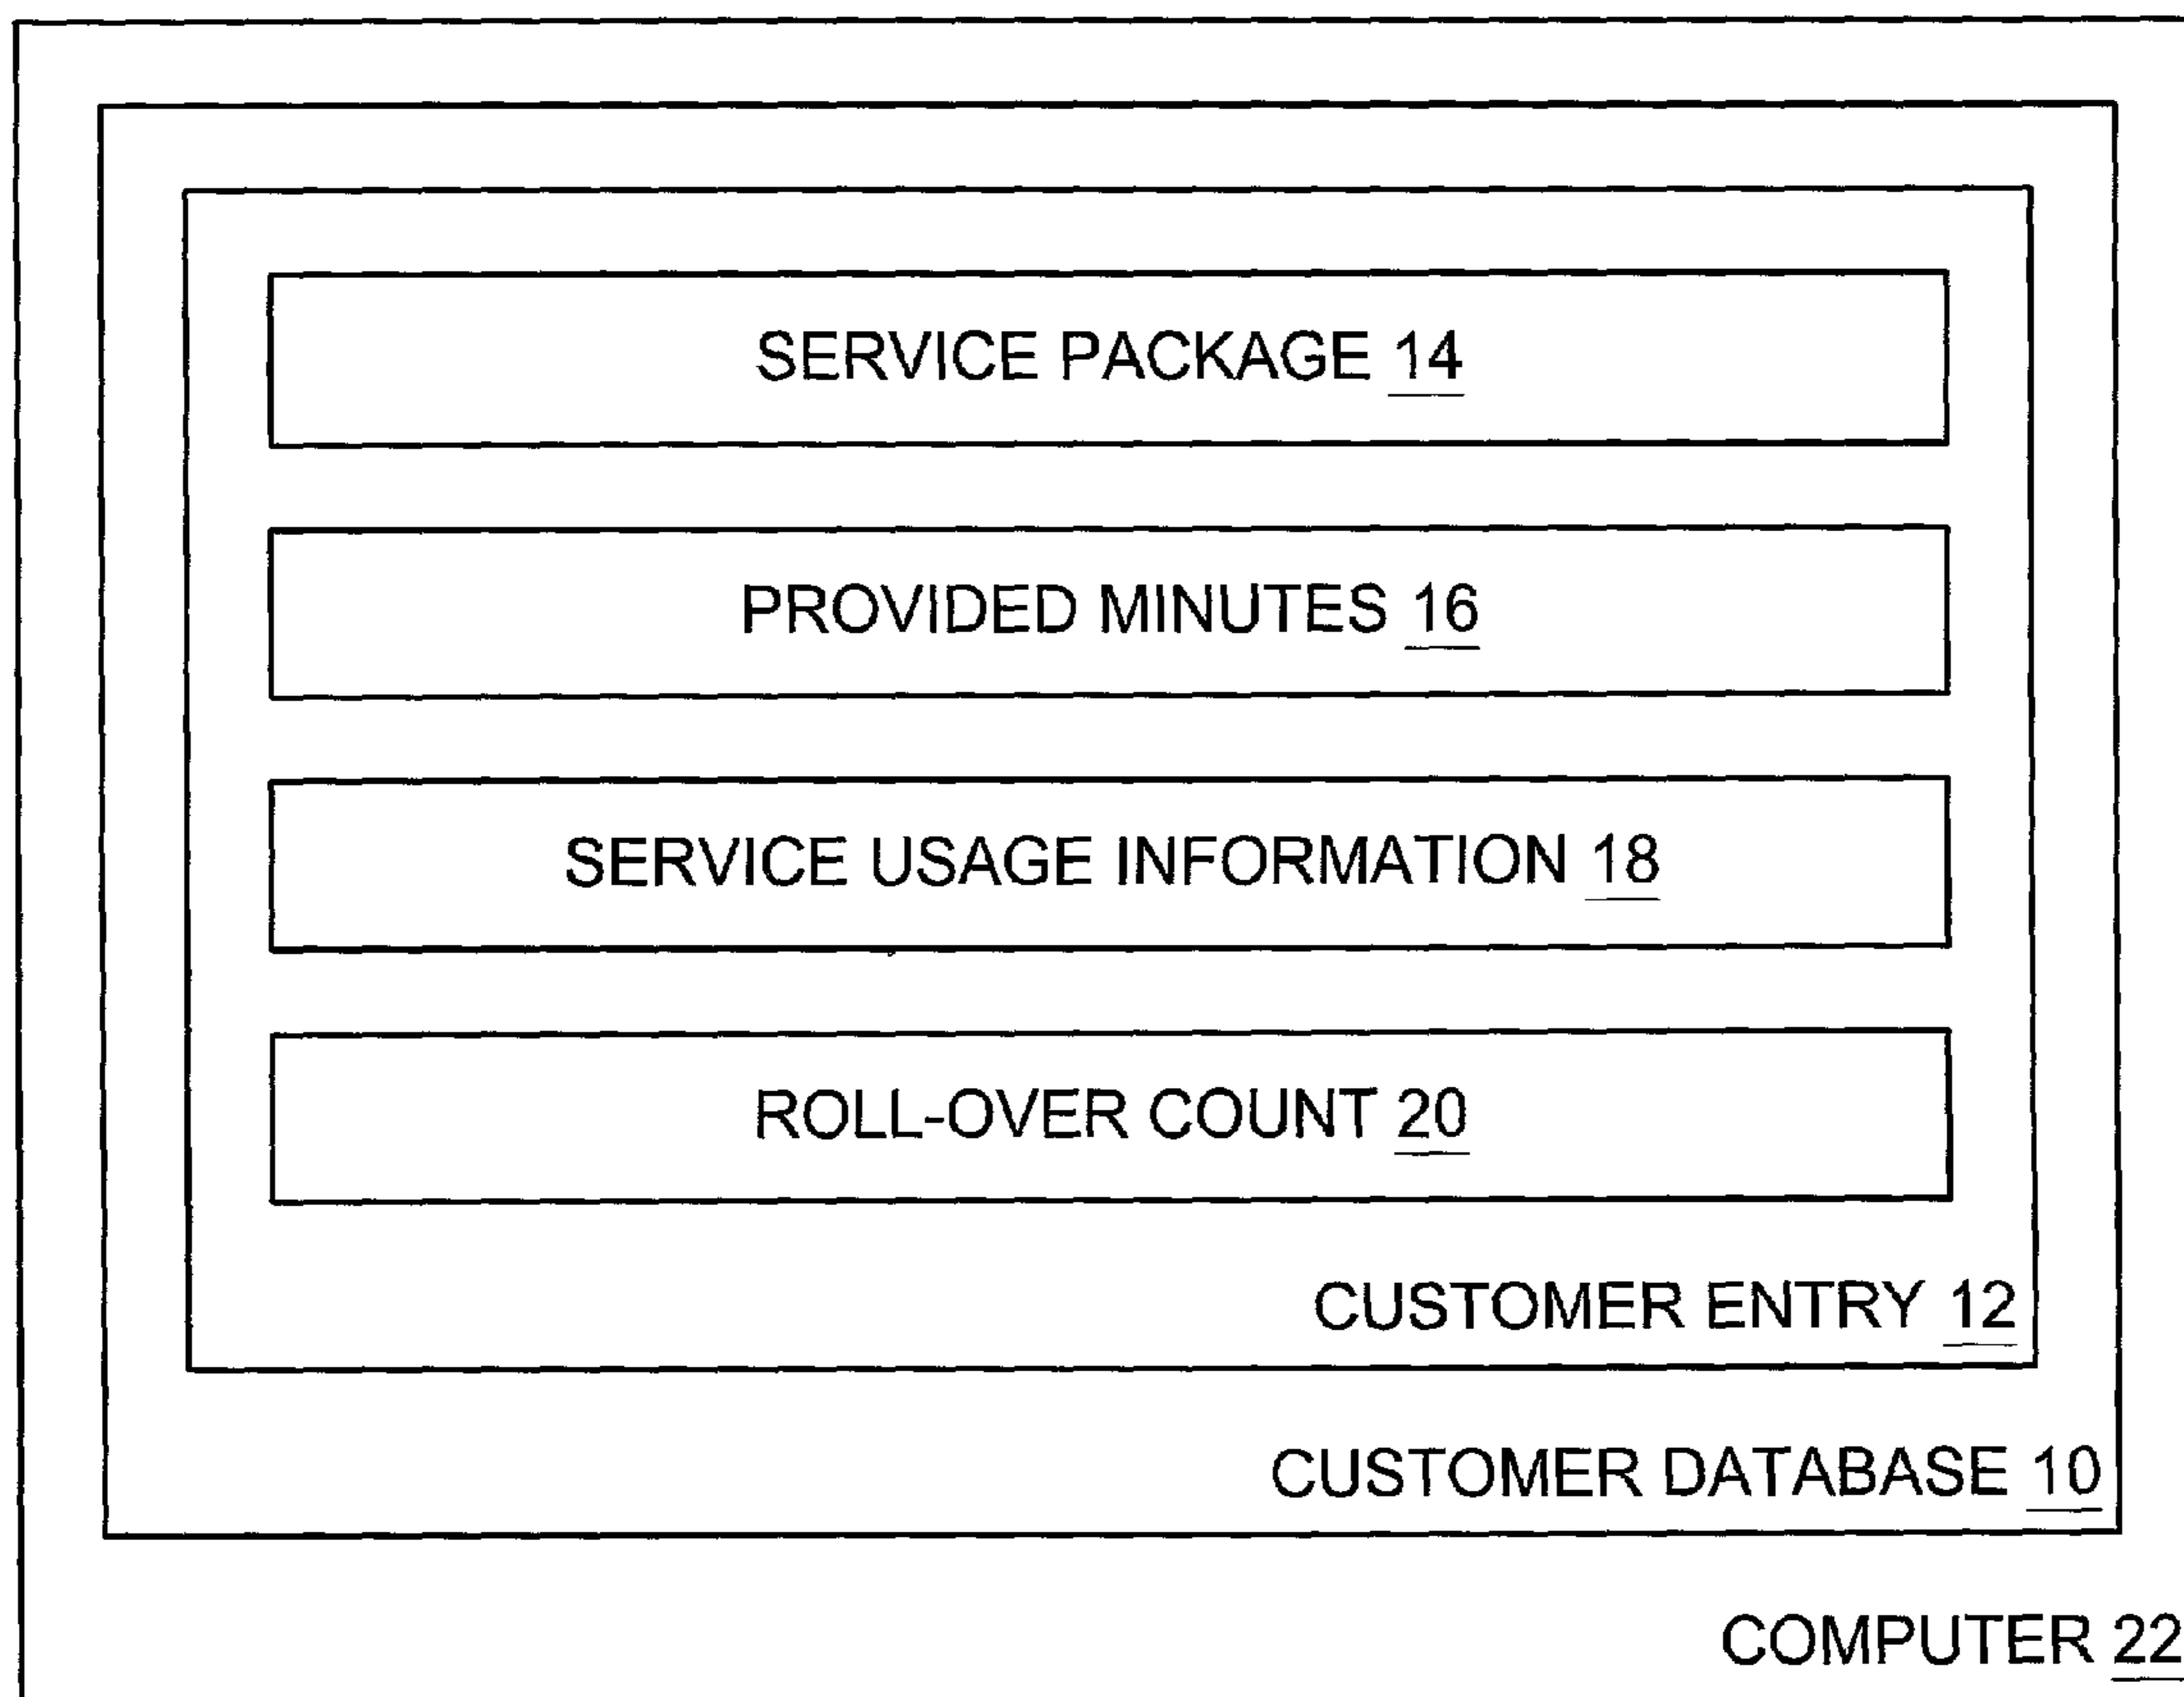 SERVICE PACKAGE 14
PROVIDED MINUTES 16
SERVICE USAGE INFORMATION 18
ROLL-OVER COUNT 20
CUSTOMER ENTRY 12
CUSTOMER DATABASE 10
COMPUTER 22